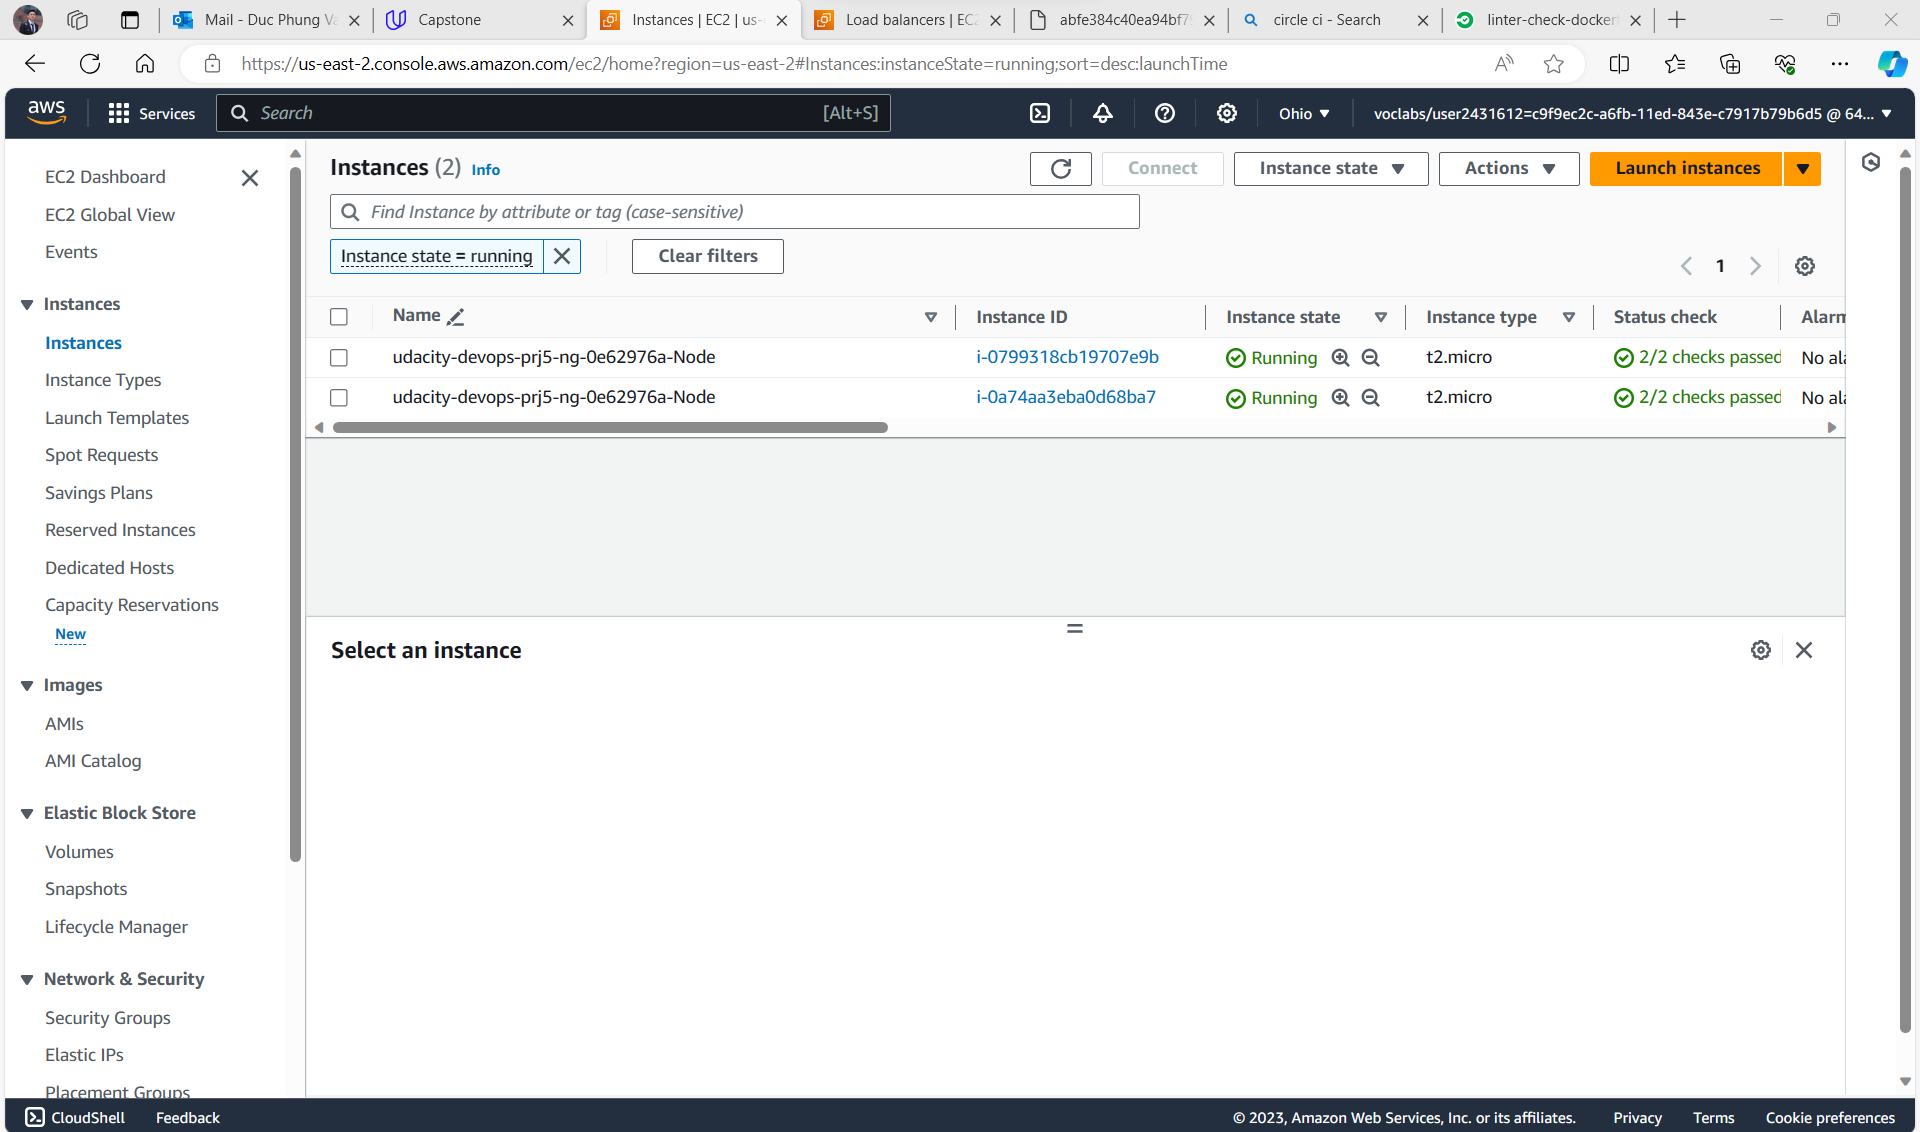 Mail - Duc Phung Va
Capstone
Instances | EC2 | us-
Load balancers | EC2
abfe384c40ea94bf7
circle ci - Search
linter-check-docker
https://us-east-2.console.aws.amazon.com/ec2/home?region=us-east-2#Instances:instanceState=running;sort=desc:launchTime
aws
Services
Search
[Alt+S]
Ohio
voclabs/user2431612=c9f9ec2c-a6fb-11ed-843e-c7917b79b6d5 @ 64...
EC2 Dashboard
EC2 Global View
Events
Instances
Instances
Instance Types
Launch Templates
Spot Requests
Savings Plans
Reserved Instances
Dedicated Hosts
Capacity Reservations
New
Images
AMIs
AMI Catalog
Elastic Block Store
Volumes
Snapshots
Lifecycle Manager
Network & Security
Security Groups
Elastic IPs
Placement Groups
Instances (2) Info
Connect
Instance state
Actions
Launch instances
Find Instance by attribute or tag (case-sensitive)
Instance state = running
Clear filters
1
Name Instance ID Instance state Instance type Status check Alarm
udacity-devops-prj5-ng-0e62976a-Node i-0799318cb19707e9b Running t2.micro 2/2 checks passed No ala
udacity-devops-prj5-ng-0e62976a-Node i-0a74aa3eba0d68ba7 Running t2.micro 2/2 checks passed No ala
Select an instance
CloudShell
Feedback
© 2023, Amazon Web Services, Inc. or its affiliates.
Privacy
Terms
Cookie preferences